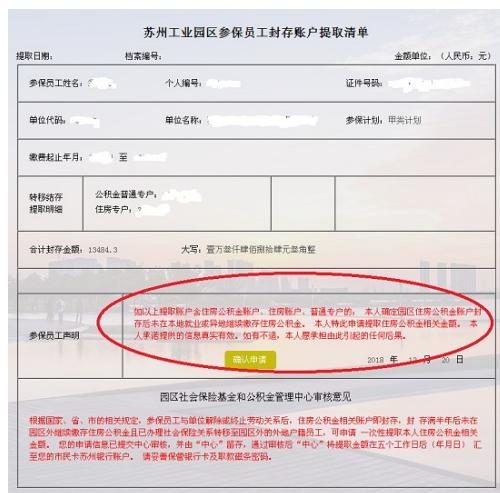 苏州工业园区参保员工封存账户提取清单
提取日期： 档案编号： 金额单位：（人民币：元）
参保员工姓名： 个人编号： 证件号码：
单位代码： 单位名称： 参保计划：甲类计划
缴费起止年月： 至
转移结存 公积金普通专户：
提取明细 住房专户：
合计封存金额：13484.3 大写：壹万叁仟肆佰捌拾肆元叁角整
如以上提取账户含住房公积金账户、住房账户、普通专户的， 本人确定园区住房公积金账户封
存后未在本地就业或异地继续缴存住房公积金。 本人特此申请提取住房公积金相关金额。 本
参保员工声明 人承诺提供的信息真实有效。如有不适，本人愿承担由此引起的任何后果。
确认申请 2018 年 12 月 20 日
园区社会保险基金和公积金管理中心审核意见
根据国家、省、市的相关规定，参保员工与单位解除或终止劳动关系后，住房公积金相关账户即封存，封 存满半年后未在
园区外继续缴存住房公积金且已办理社会保险关系转移至园区外的外地户籍员工，可申请 一次性提取本人住房公积金相关
金额。 您的申请信息已提交中心审核，并由“中心”留存，通过审核后“中心”将提取金额在五个工作日后（年月日） 汇
至您的市民卡苏州银行账户。 请妥善保管银行卡及取款磁条密码。